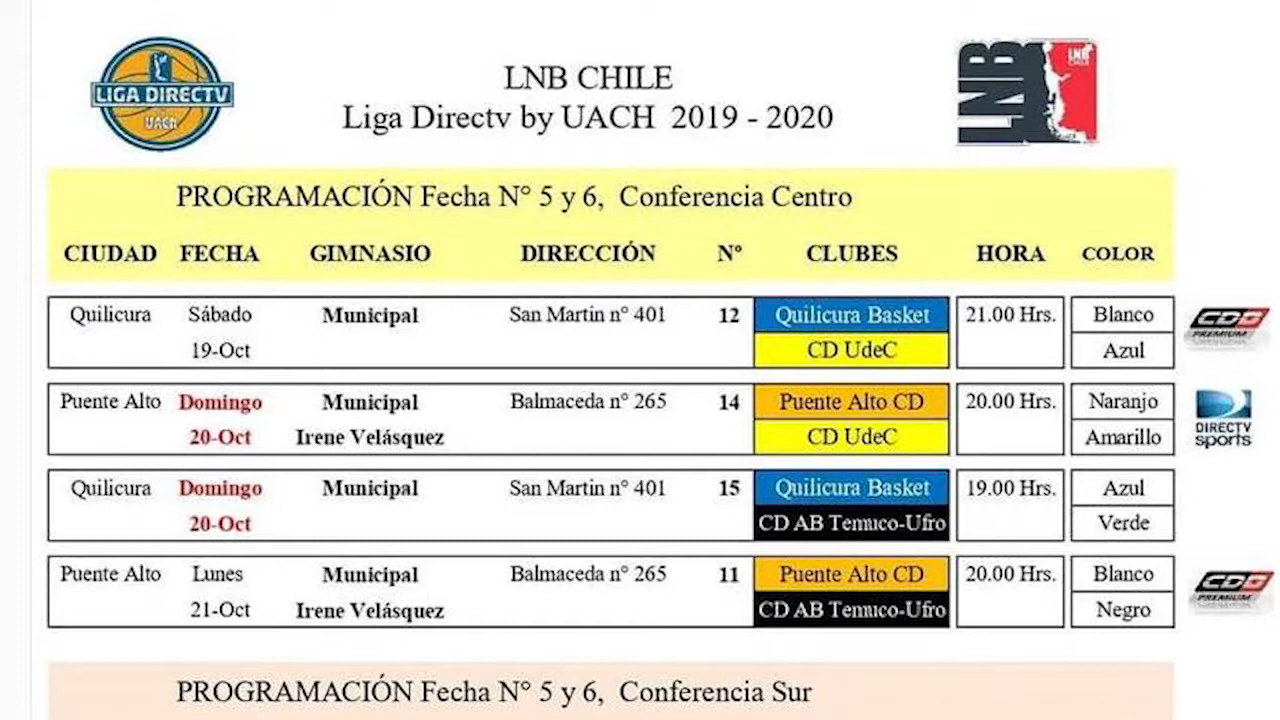 LIGA DIRECTV
UACH
LNB CHILE
Liga Directv by UACH 2019 - 2020
LNB
LNB
CHILE
PROGRAMACIÓN Fecha N° 5 y 6, Conferencia Centro
CIUDAD FECHA GIMNASIO DIRECCIÓN Nº CLUBES HORA COLOR
Quilicura Sábado Municipal San Martin n° 401 12 Quilicura Basket 21.00 Hrs. Blanco
19-Oct CD UdeC Azul
CDO PREMIUM
Puente Alto Domingo Municipal Balmaceda n° 265 14 Puente Alto CD 20.00 Hrs. Naranjo
20-Oct Irene Velásquez CD UdeC Amarillo
DIRECTV
sports
Quilicura Domingo Municipal San Martin n° 401 15 Quilicura Basket 19.00 Hrs. Azul
20-Oct CD AB Temuco-Ufro Verde
Puente Alto Lunes Municipal Balmaceda n° 265 11 Puente Alto CD 20.00 Hrs. Blanco
21-Oct Irene Velásquez CD AB Temuco-Ufro Negro
CDO PREMIUM
PROGRAMACIÓN Fecha N° 5 y 6, Conferencia Sur